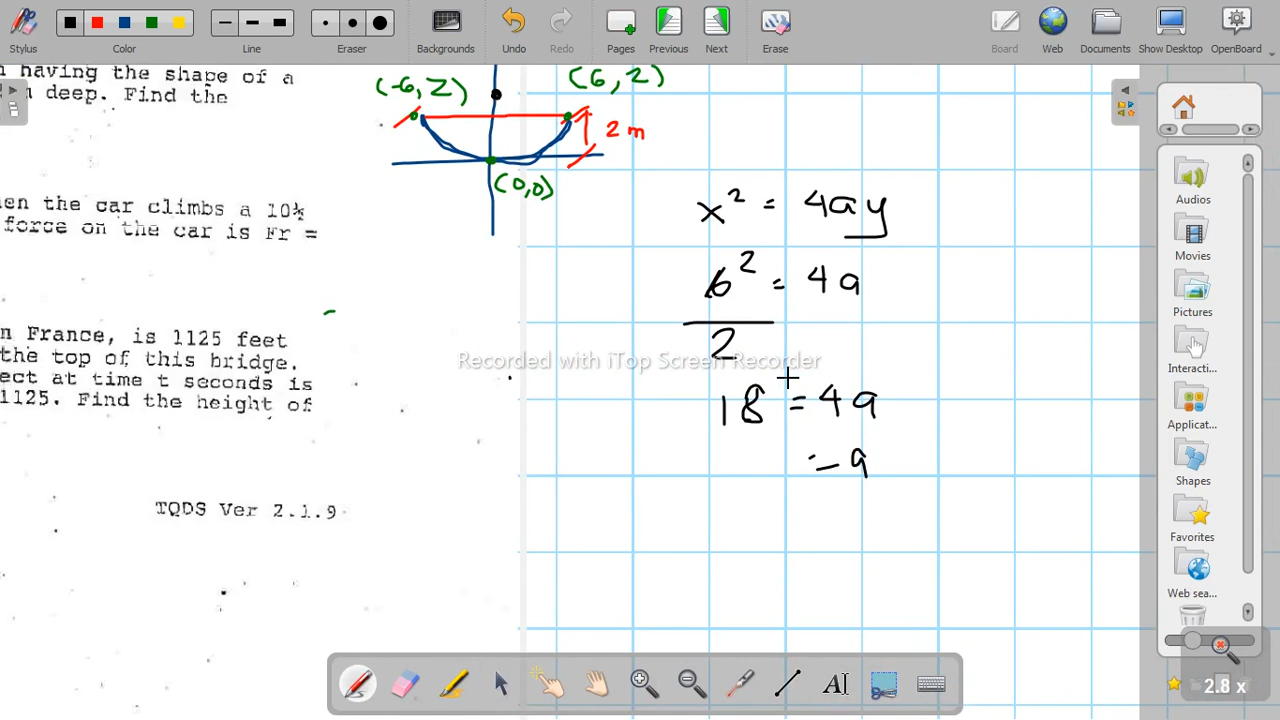 Stylus
Color
Line
Eraser
Backgrounds
Undo
Redo
Pages
Previous
Next
Erase
Board
Web
Documents
Show Desktop
OpenBoard
n having the shape of a
m deep. Find the
(-6, 2)
(6, 2)
2 m
(0,0)
en the car climbs a 10½
force on the car is Fr =
n France, is 1125 feet
the top of this bridge.
ect at time t seconds is
1125. Find the height of
TQDS Ver 2.1.9
x² = 4ay
6² = 4a
2
Recorded with iTop Screen Recorder
18 = 4a
= a
Audios
Movies
Pictures
Interacti...
Applicat...
Shapes
Favorites
Web sea...
2.8 x